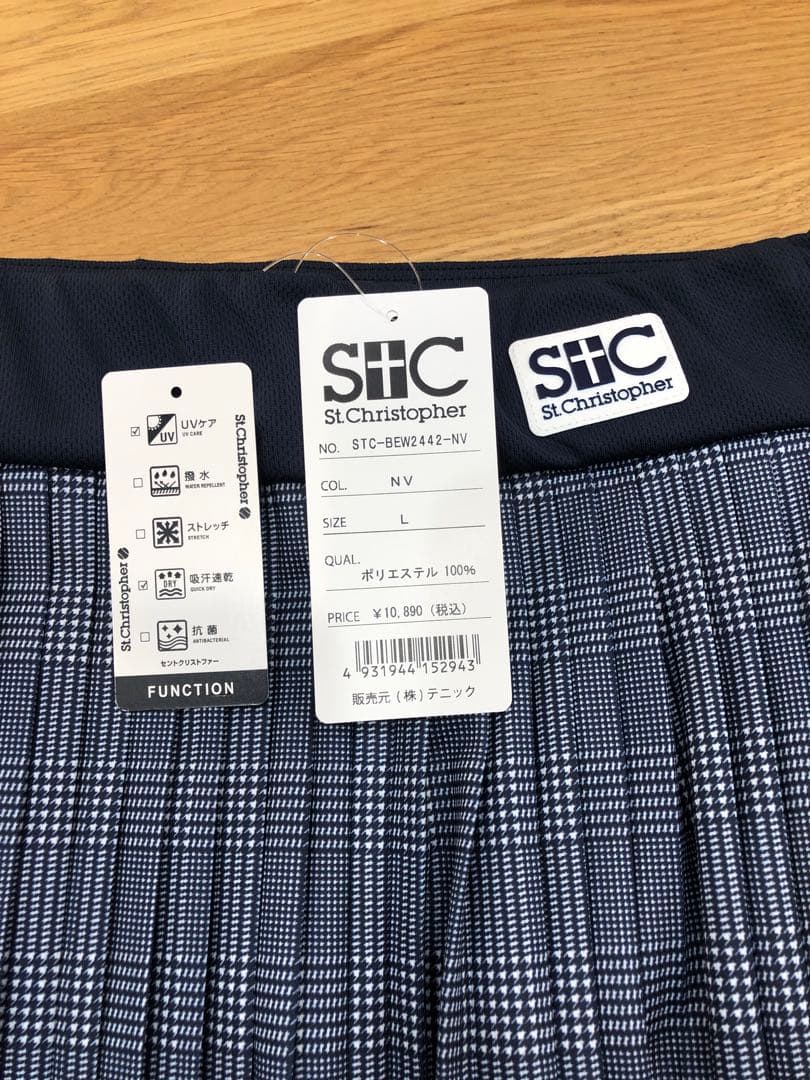 UVケア
UV CARE
UV
撥水
WATER REPELLENT
ストレッチ
STRETCH
吸汗速乾
QUICK DRY
DRY
抗菌
ANTIBACTERIAL
St.Christopher
St.Christopher
セントクリストファー
FUNCTION
STC
St.Christopher
NO. STC-BEW2442-NV
COL. NV
SIZE L
QUAL.
ポリエステル 100%
PRICE ¥10,890(税込)
4 931944 152943
販売元(株)テニック
STC
St.Christopher